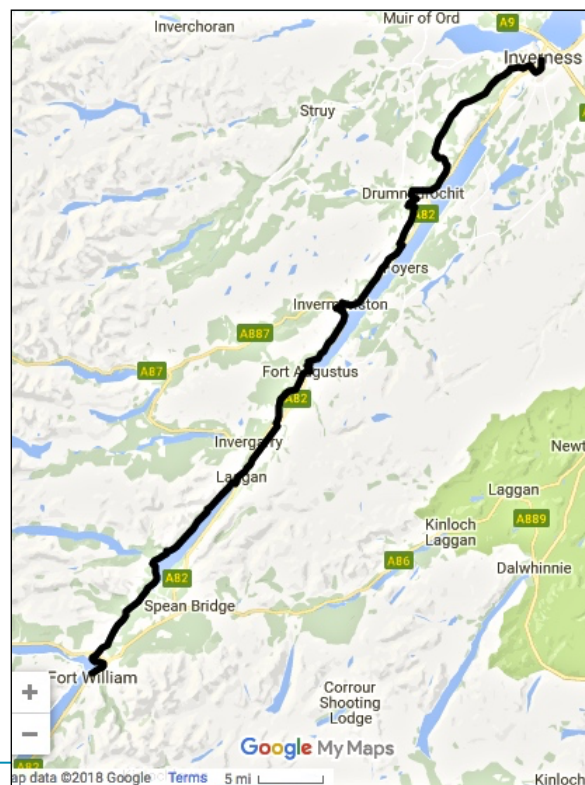 Muir of Ord
A9
Inverchoran
Inverness
Struy
Drumnadrochit
A82
Foyers
Invermoriston
A887
A87
Fort Augustus
A82
Invergarry
Laggan
Newt
Laggan
A889
Kinloch
Laggan
A86
Dalwhinnie
A82
Spean Bridge
Fort William
+
−
Corrour
Shooting
Lodge
Google My Maps
A82
ap data ©2018 Google Terms 5 mi
Kinloch